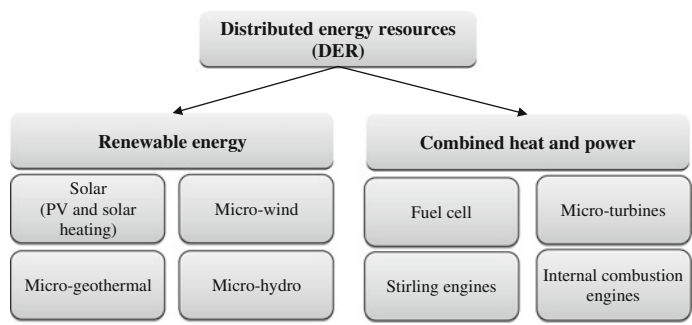 Distributed energy resources
(DER)
Renewable energy
Combined heat and power
Solar
(PV and solar
heating)
Micro-wind
Micro-geothermal
Micro-hydro
Fuel cell
Micro-turbines
Stirling engines
Internal combustion
engines